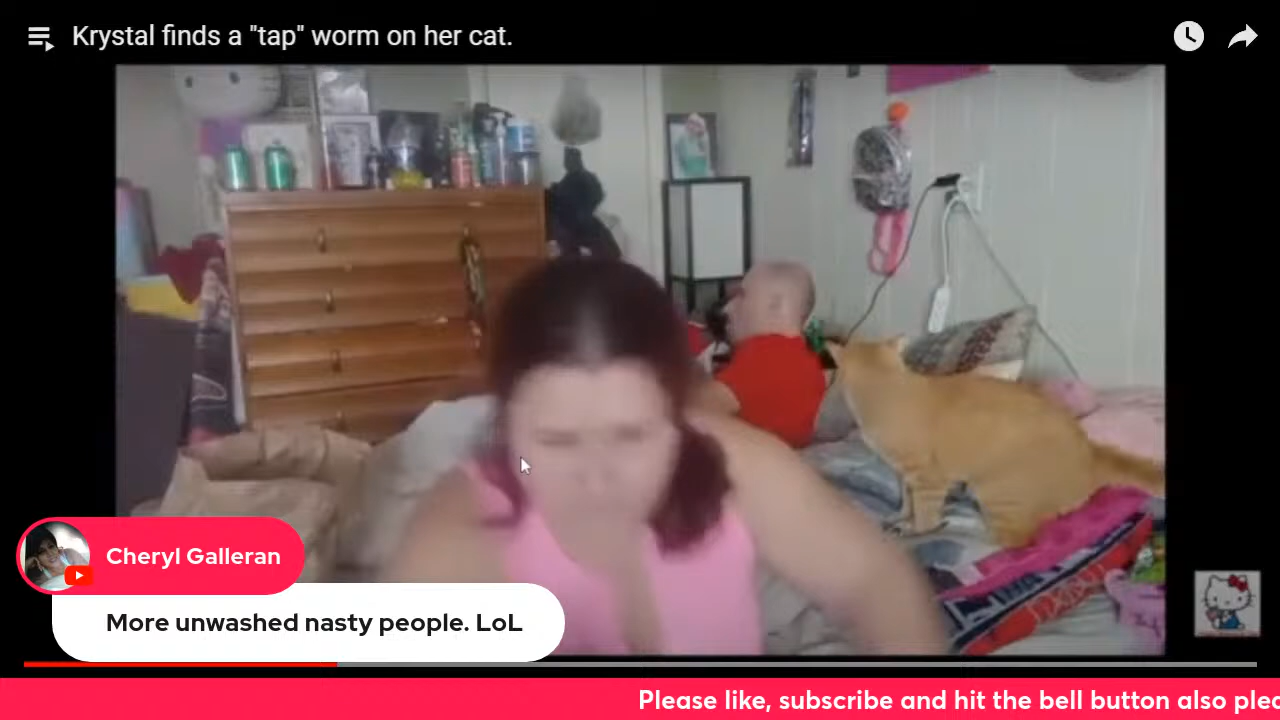 Krystal finds a "tap" worm on her cat.
Cheryl Galleran
More unwashed nasty people. LoL
Please like, subscribe and hit the bell button also